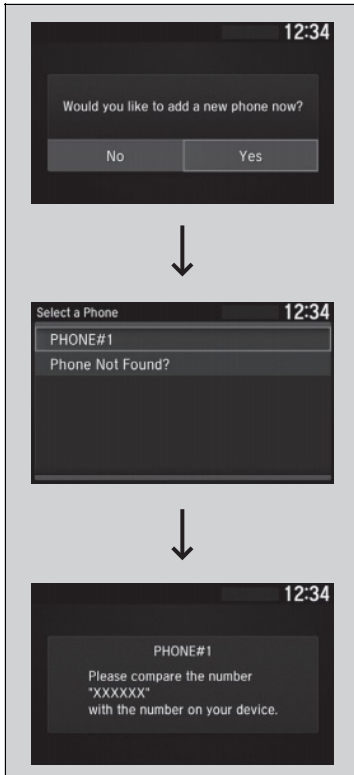 12:34
Would you like to add a new phone now?
No Yes
Select a Phone 12:34
PHONE#1
Phone Not Found?
12:34
PHONE#1
Please compare the number
"XXXXXX"
with the number on your device.